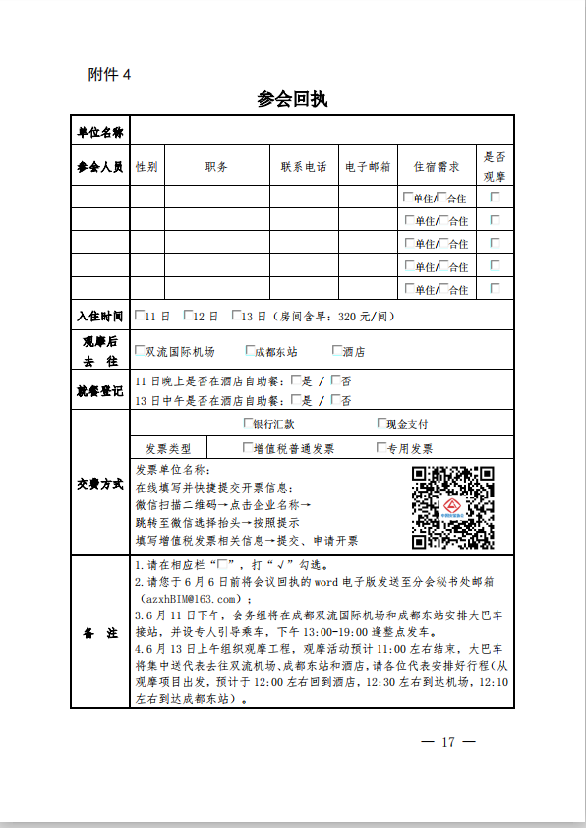 附件 4
参会回执
单位名称
参会人员 性别 职务 联系电话 电子邮箱 住宿需求 是否观摩
□单住/□合住 □
□单住/□合住 □
□单住/□合住 □
□单住/□合住 □
□单住/□合住 □
入住时间 □11 日 □12 日 □13 日（房间含早：320 元/间）
观摩后去 往 □双流国际机场 □成都东站 □酒店
就餐登记
11 日晚上是否在酒店自助餐：□是 / □否
13 日中午是否在酒店自助餐：□是 / □否
交费方式
□银行汇款 □现金支付
发票类型 □增值税普通发票 □专用发票
发票单位名称：
在线填写并快捷提交开票信息：
微信扫描二维码→点击企业名称→
跳转至微信选择抬头→按照提示
填写增值税发票相关信息→提交、申请开票
备 注
1.请在相应栏“□”，打“√”勾选。
2.请您于 6 月 6 日前将会议回执的 word 电子版发送至分会秘书处邮箱
（azxhBIM@163.com）；
3.6 月 11 日下午，会务组将在成都双流国际机场和成都东站安排大巴车
接站，并设专人引导乘车，下午 13:00-19:00 逢整点发车。
4.6 月 13 日上午组织观摩工程，观摩活动预计 11:00 左右结束，大巴车
将集中送代表去往双流机场、成都东站和酒店，请各位代表安排好行程（从
观摩项目出发，预计于 12:00 左右回到酒店，12:30 左右到达机场，12:10
左右到达成都东站）。
— 17 —